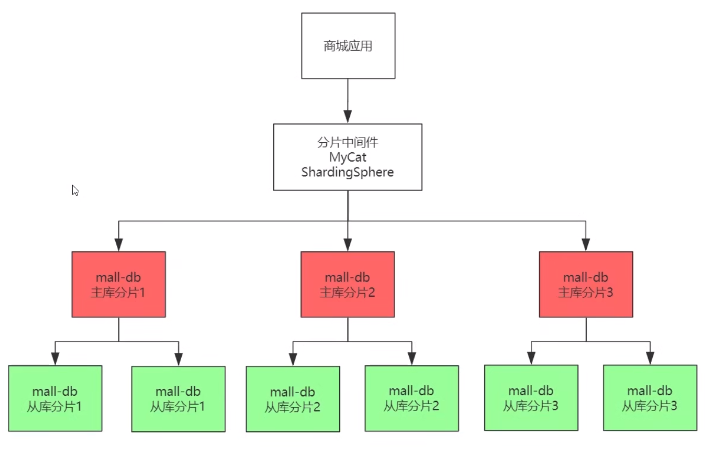 商城应用
分片中间件
MyCat
ShardingSphere
mall-db
主库分片1
mall-db
主库分片2
mall-db
主库分片3
mall-db
从库分片1
mall-db
从库分片1
mall-db
从库分片2
mall-db
从库分片2
mall-db
从库分片3
mall-db
从库分片3